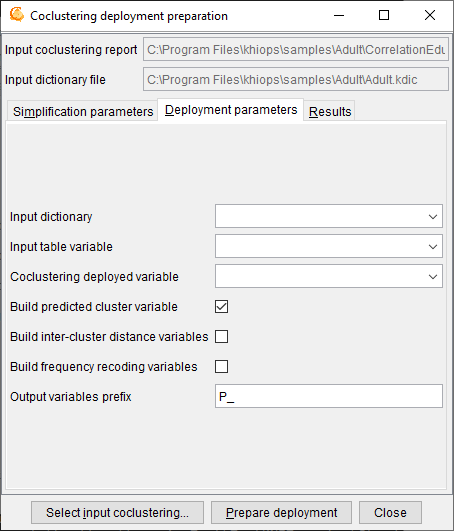 Coclustering deployment preparation
Input coclustering report C:\Program Files\khiops\samples\Adult\CorrelationEdu
Input dictionary file C:\Program Files\khiops\samples\Adult\Adult.kdic
Simplification parameters Deployment parameters Results
Input dictionary
Input table variable
Coclustering deployed variable
Build predicted cluster variable
Build inter-cluster distance variables
Build frequency recoding variables
Output variables prefix P_
Select input coclustering... Prepare deployment Close